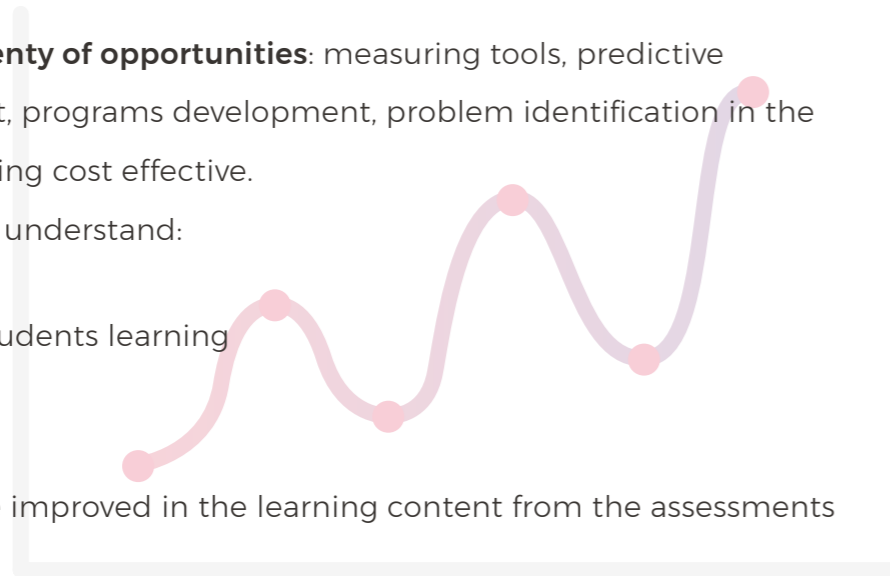 enty of opportunities: measuring tools, predictive
t, programs development, problem identification in the
ing cost effective.
understand:
udents learning
improved in the learning content from the assessments